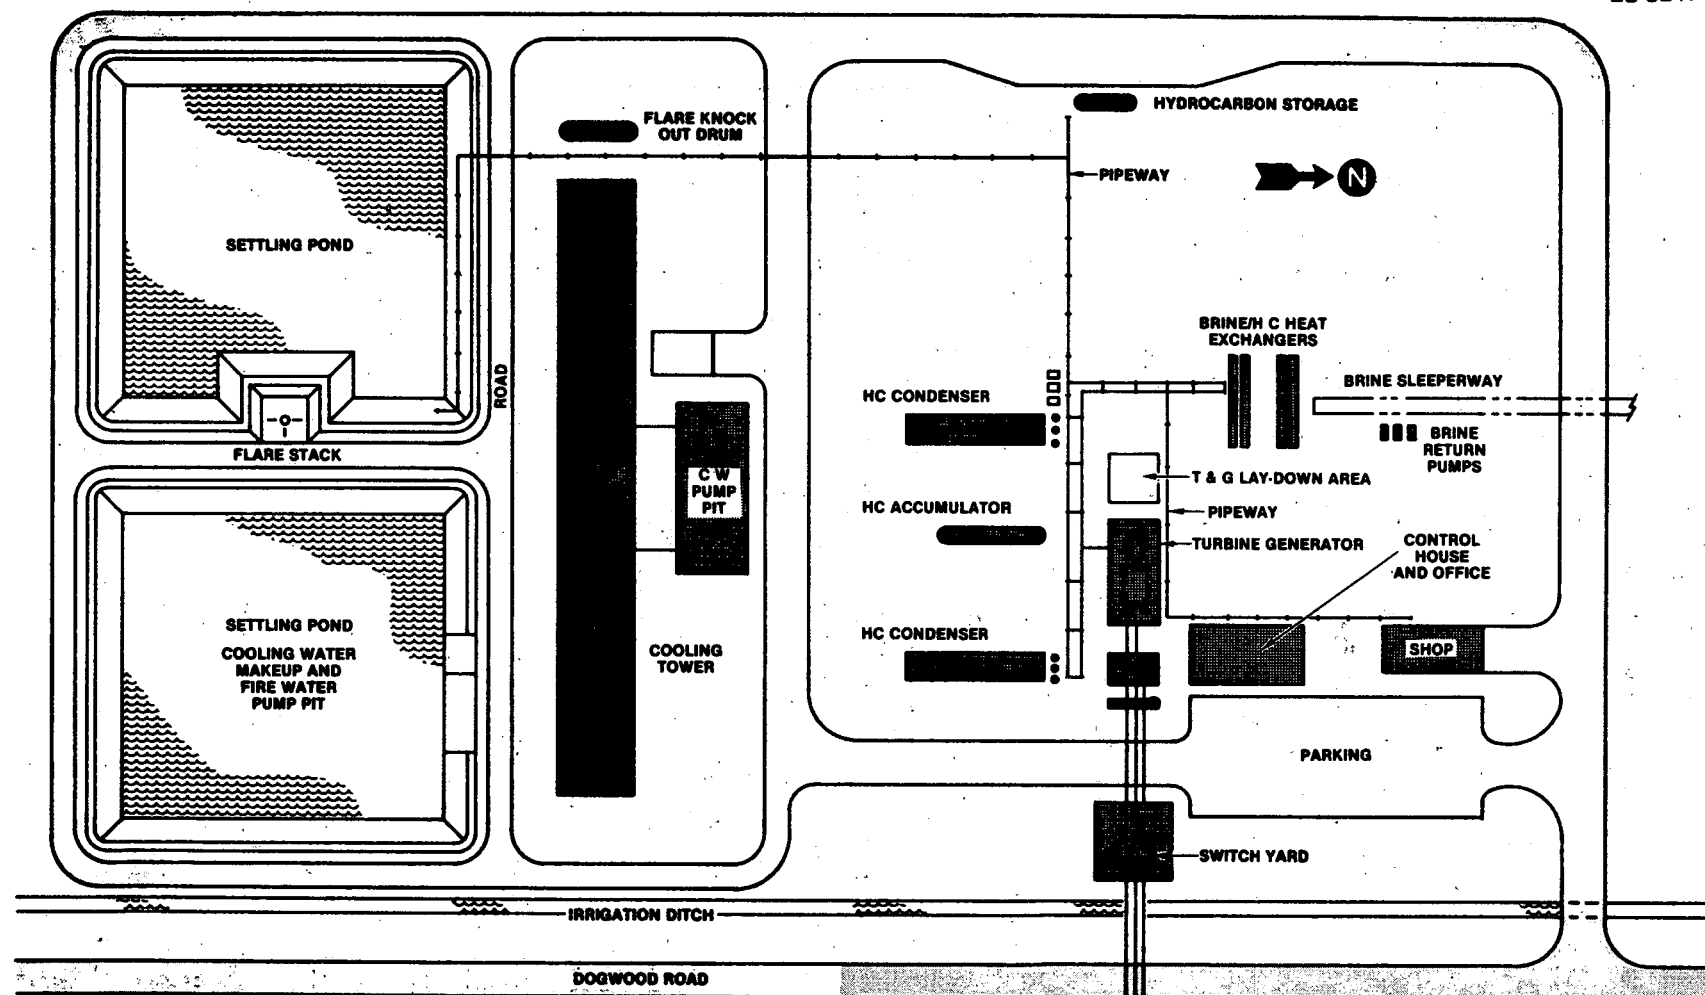 FLARE KNOCK
OUT DRUM
HYDROCARBON STORAGE
PIPEWAY
N
SETTLING POND
ROAD
BRINE/H C HEAT
EXCHANGERS
BRINE SLEEPERWAY
HC CONDENSER
BRINE
RETURN
PUMPS
FLARE STACK
C W
PUMP
PIT
T & G LAY-DOWN AREA
HC ACCUMULATOR
PIPEWAY
TURBINE GENERATOR
CONTROL
HOUSE
AND OFFICE
SETTLING POND
COOLING WATER
MAKEUP AND
FIRE WATER
PUMP PIT
COOLING
TOWER
HC CONDENSER
SHOP
PARKING
SWITCH YARD
IRRIGATION DITCH
DOGWOOD ROAD